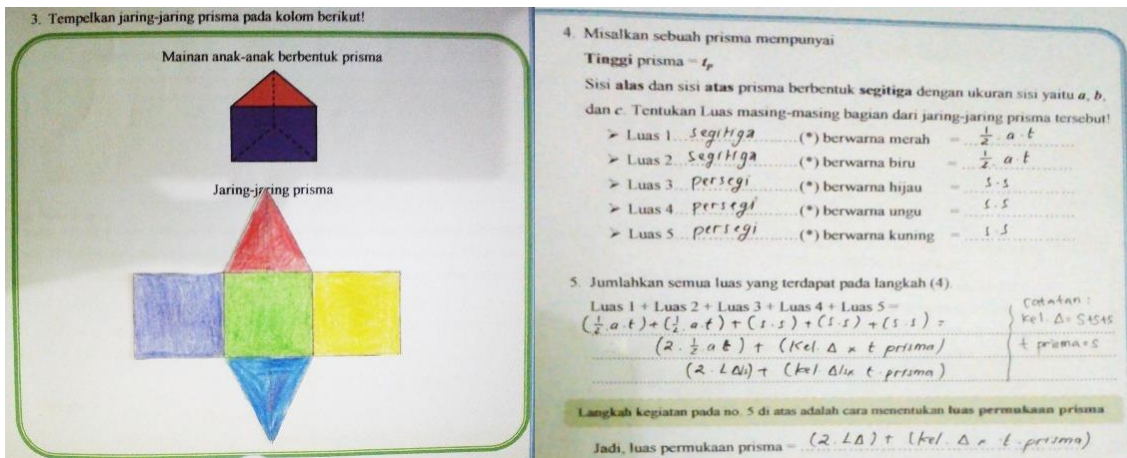 3. Tempelkan jaring-jaring prisma pada kolom berikut!
Mainan anak-anak berbentuk prisma
Jaring-jaring prisma
4. Misalkan sebuah prisma mempunyai
Tinggi prisma = tₚ
Sisi alas dan sisi atas prisma berbentuk segitiga dengan ukuran sisi yaitu a, b,
dan c. Tentukan Luas masing-masing bagian dari jaring-jaring prisma tersebut!
➢ Luas 1 segitiga (*) berwarna merah = 1/2 . a . t
➢ Luas 2 segitiga (*) berwarna biru = 1/2 . a . t
➢ Luas 3 persegi (*) berwarna hijau = s . s
➢ Luas 4 persegi (*) berwarna ungu = s . s
➢ Luas 5 persegi (*) berwarna kuning = s . s
5. Jumlahkan semua luas yang terdapat pada langkah (4).
Luas 1 + Luas 2 + Luas 3 + Luas 4 + Luas 5 =
(1/2 . a . t) + (1/2 . a . t) + (s . s) + (s . s) + (s . s) =
(2 . 1/2 . a t) + (Kel. Δ × t prisma)
(2 . L Δ) + (kel. Δ × t . prisma)
catatan :
Kel. Δ = s+s+s
t prisma = s
Langkah kegiatan pada no. 5 di atas adalah cara menentukan luas permukaan prisma
Jadi, luas permukaan prisma = (2 . L Δ) + (kel. Δ × t . prisma)